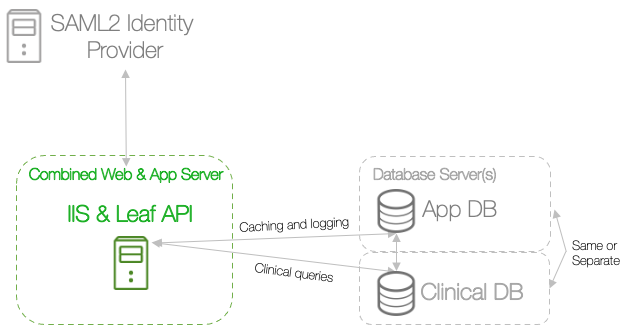 SAML2 Identity
Provider
Combined Web & App Server
IIS & Leaf API
Caching and logging
Clinical queries
Database Server(s)
App DB
Clinical DB
Same or
Separate